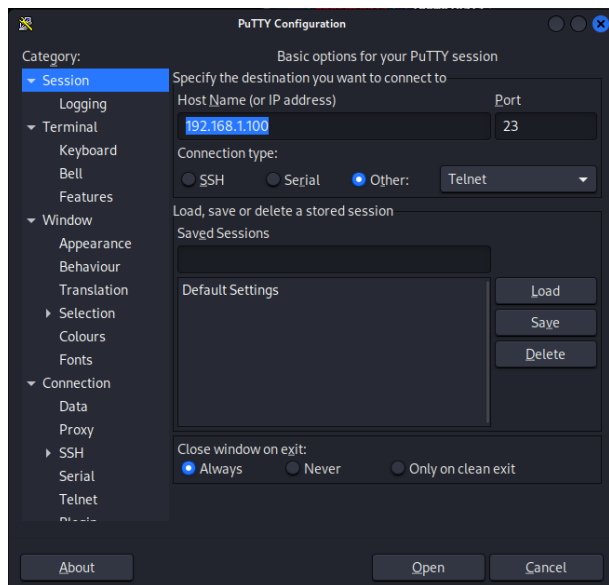 PuTTY Configuration
Category:
Session
Logging
Terminal
Keyboard
Bell
Features
Window
Appearance
Behaviour
Translation
Selection
Colours
Fonts
Connection
Data
Proxy
SSH
Serial
Telnet
Basic options for your PuTTY session
Specify the destination you want to connect to
Host Name (or IP address) Port
192.168.1.100 23
Connection type:
SSH Serial Other: Telnet
Load, save or delete a stored session
Saved Sessions
Default Settings
Load
Save
Delete
Close window on exit:
Always Never Only on clean exit
About Open Cancel